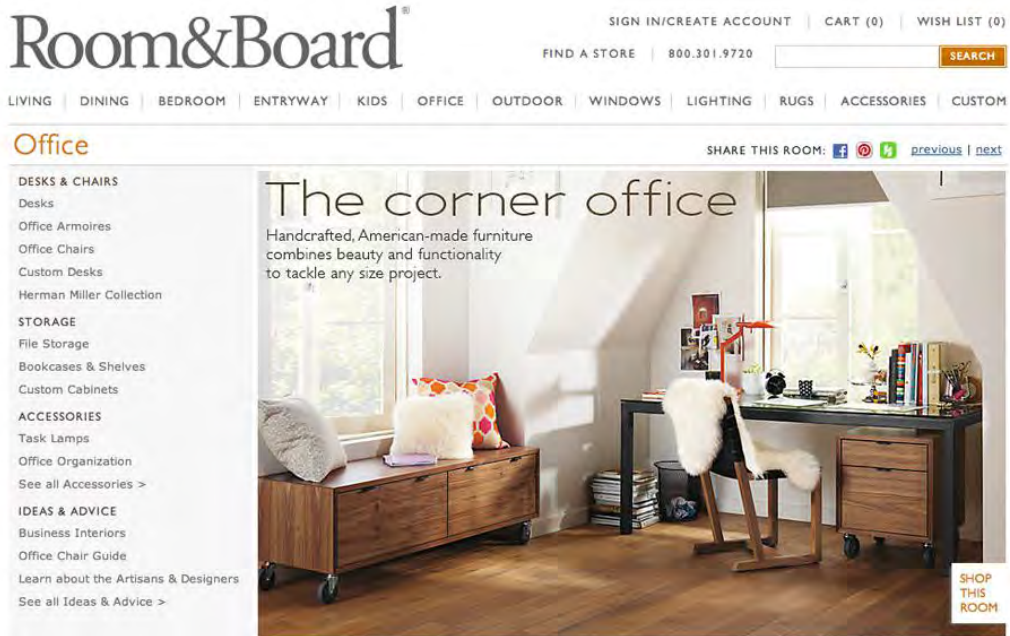 Room&Board®
SIGN IN/CREATE ACCOUNT | CART (0) | WISH LIST (0)
FIND A STORE | 800.301.9720
SEARCH
LIVING | DINING | BEDROOM | ENTRYWAY | KIDS | OFFICE | OUTDOOR | WINDOWS | LIGHTING | RUGS | ACCESSORIES | CUSTOM
Office
SHARE THIS ROOM: previous | next
DESKS & CHAIRS
Desks
Office Armoires
Office Chairs
Custom Desks
Herman Miller Collection
STORAGE
File Storage
Bookcases & Shelves
Custom Cabinets
ACCESSORIES
Task Lamps
Office Organization
See all Accessories >
IDEAS & ADVICE
Business Interiors
Office Chair Guide
Learn about the Artisans & Designers
See all Ideas & Advice >
The corner office
Handcrafted, American-made furniture
combines beauty and functionality
to tackle any size project.
SHOP
THIS
ROOM